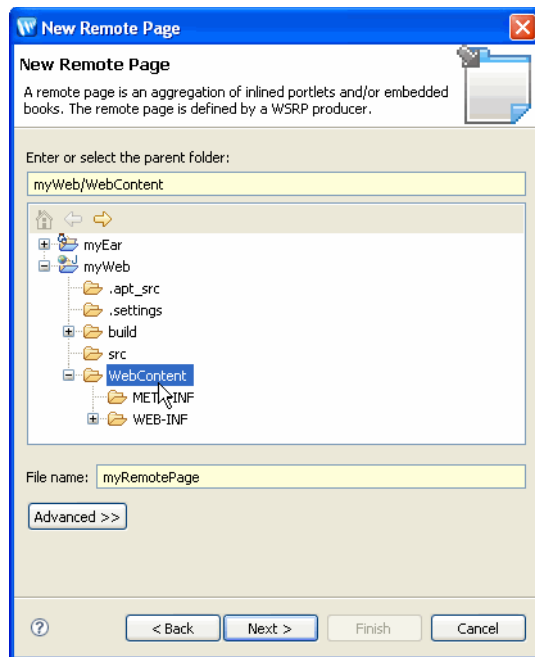 New Remote Page
New Remote Page
A remote page is an aggregation of inlined portlets and/or embedded
books. The remote page is defined by a WSRP producer.
Enter or select the parent folder:
myWeb/WebContent
myEar
myWeb
.apt_src
.settings
build
src
WebContent
META-INF
WEB-INF
File name: myRemotePage
Advanced >>
? < Back Next > Finish Cancel